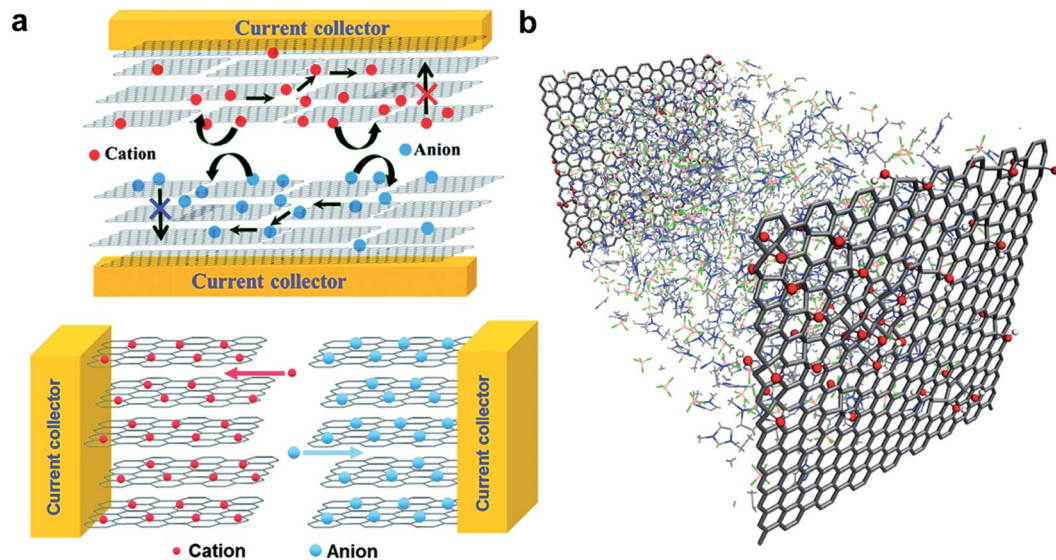 a
Current collector
Cation
Anion
Current collector
Current collector
Current collector
Cation
Anion
b